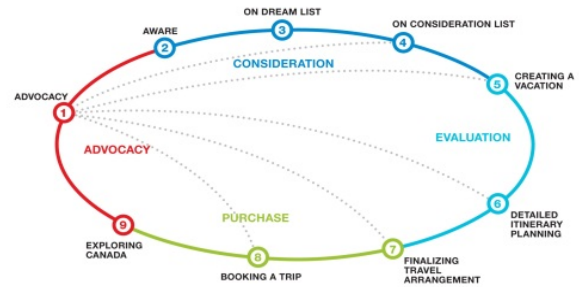 ON DREAM LIST
AWARE
3
ON CONSIDERATION LIST
2
4
CONSIDERATION
5
CREATING A
VACATION
ADVOCACY
1
EVALUATION
ADVOCACY
6
PURCHASE
DETAILED
ITINERARY
PLANNING
9
EXPLORING
CANADA
7
8
FINALIZING
TRAVEL
ARRANGEMENT
BOOKING A TRIP